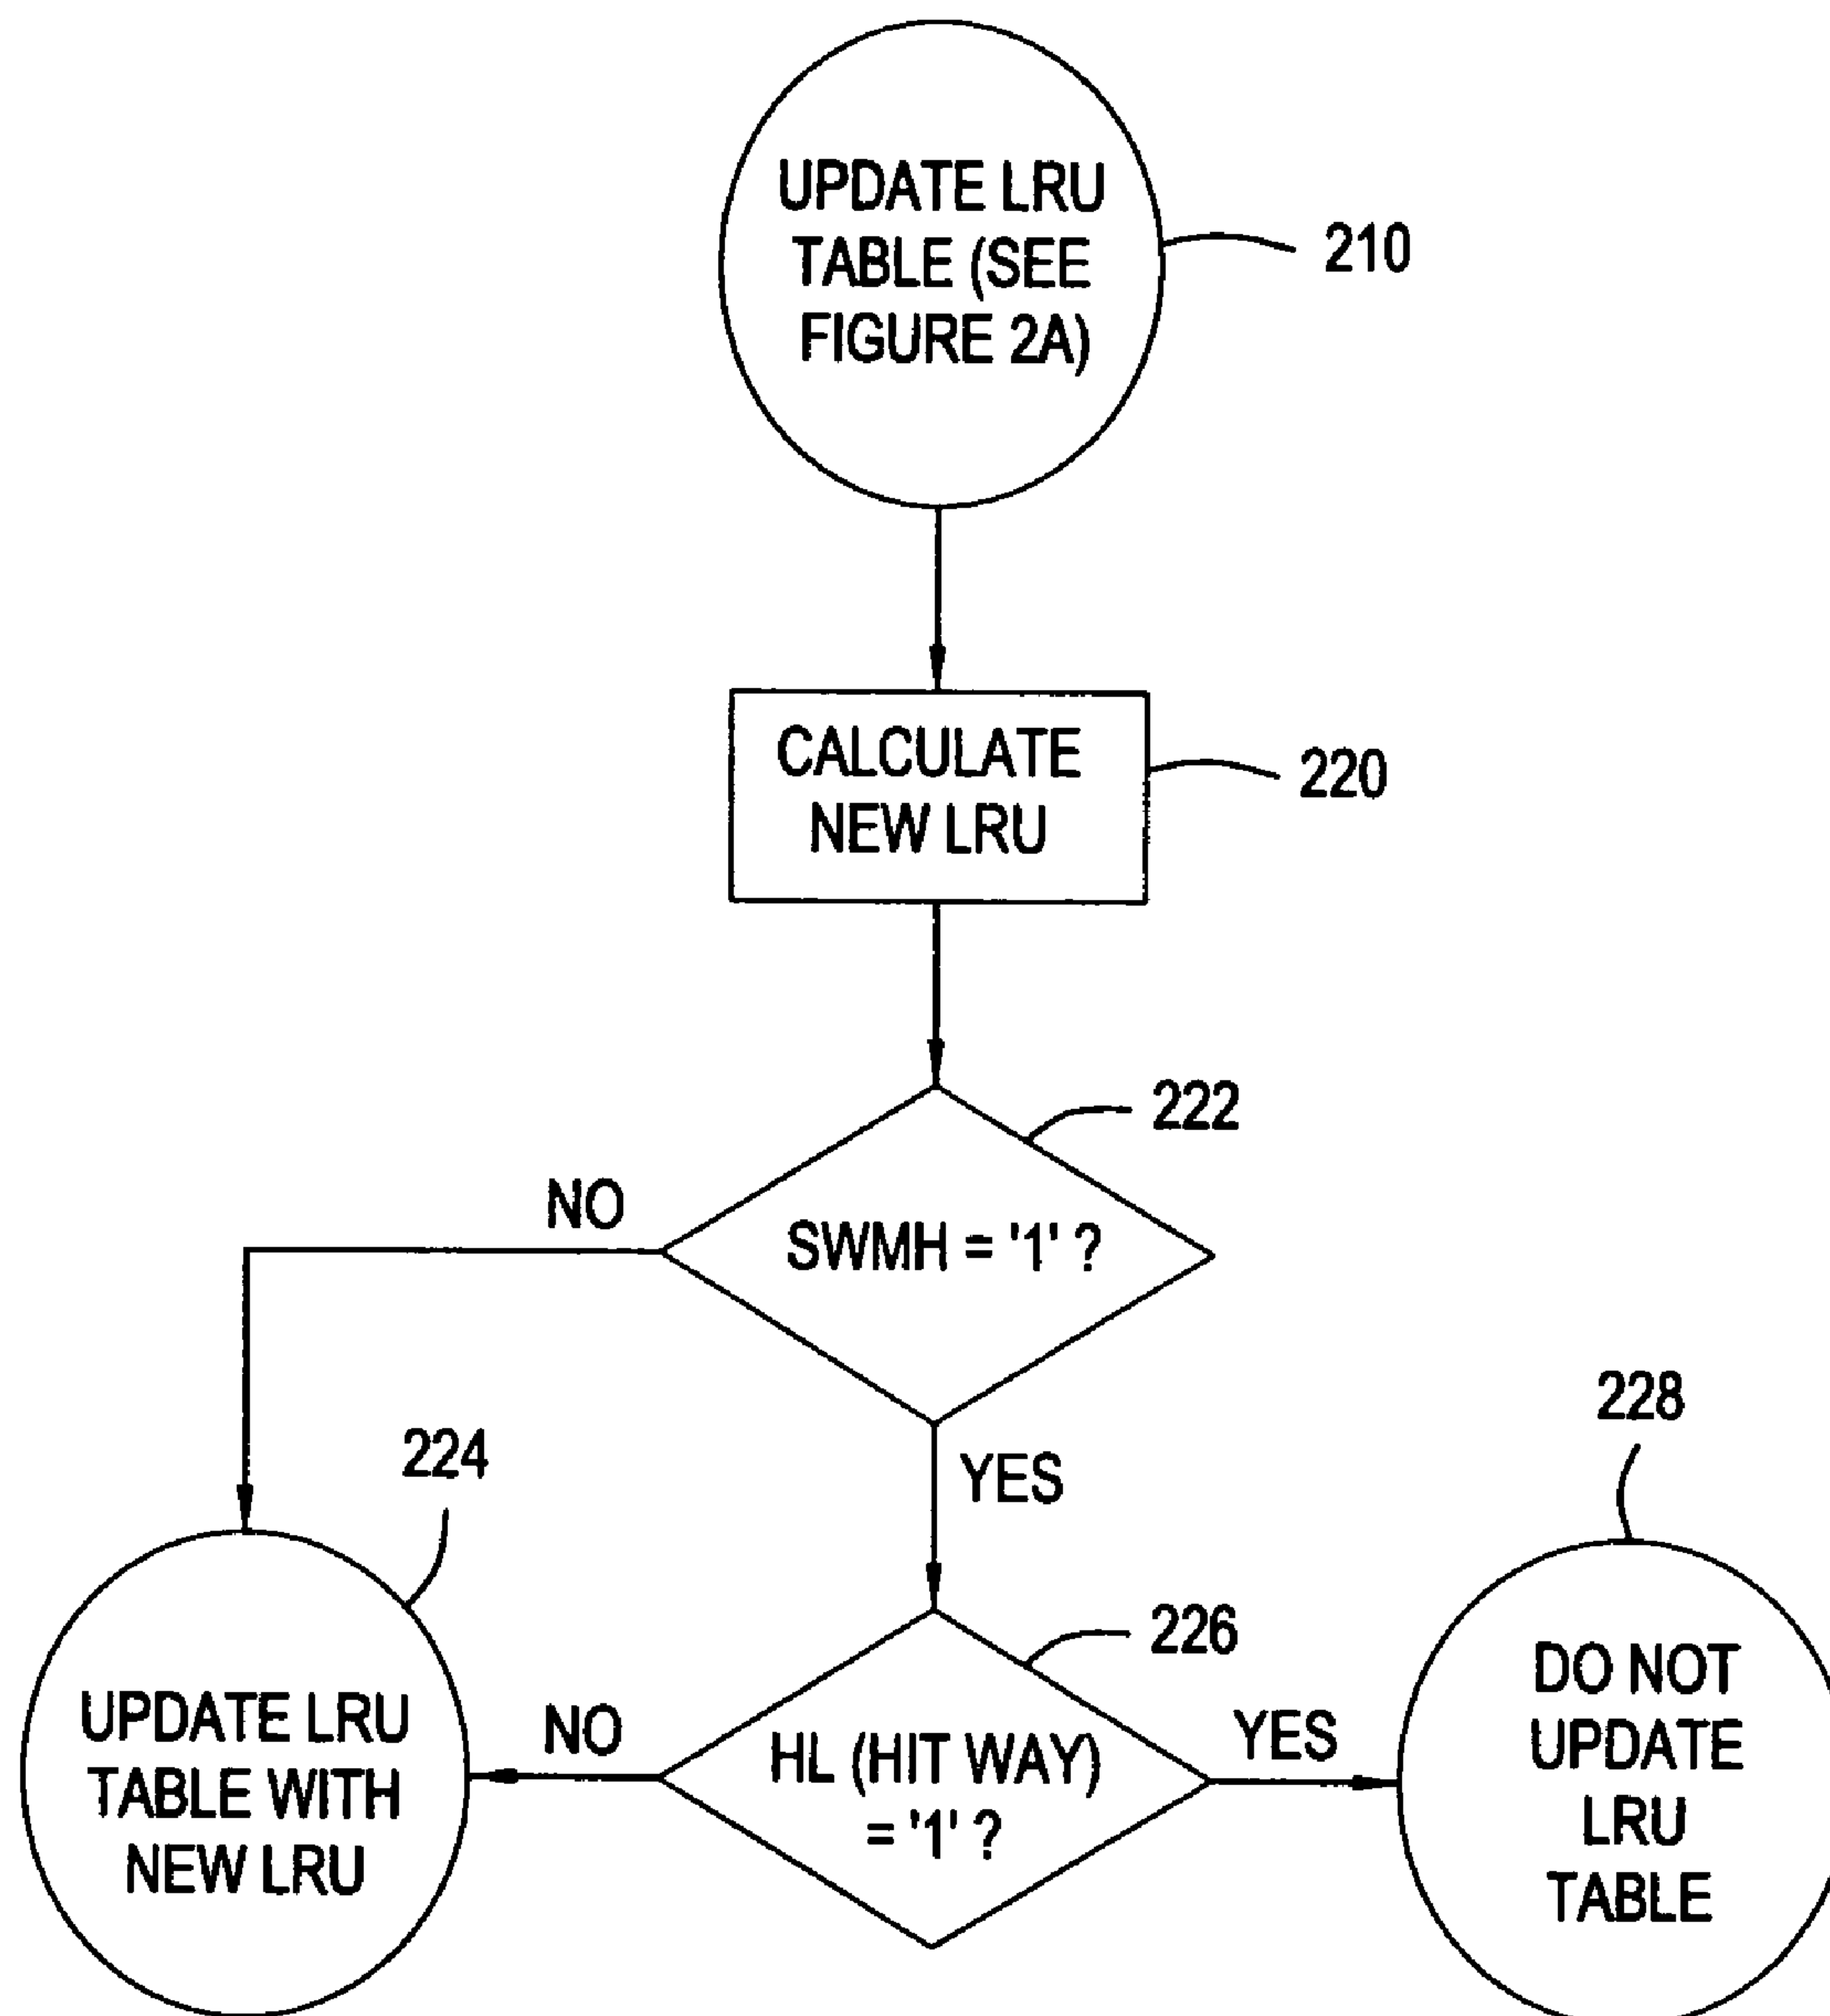 UPDATE LRU
TABLE (SEE
FIGURE 2A)
210
CALCULATE
NEW LRU
220
222
NO
SWMH = '1' ?
YES
224
228
226
UPDATE LRU
TABLE WITH
NEW LRU
NO
HL (HIT WAY)
= '1' ?
YES
DO NOT
UPDATE
LRU
TABLE